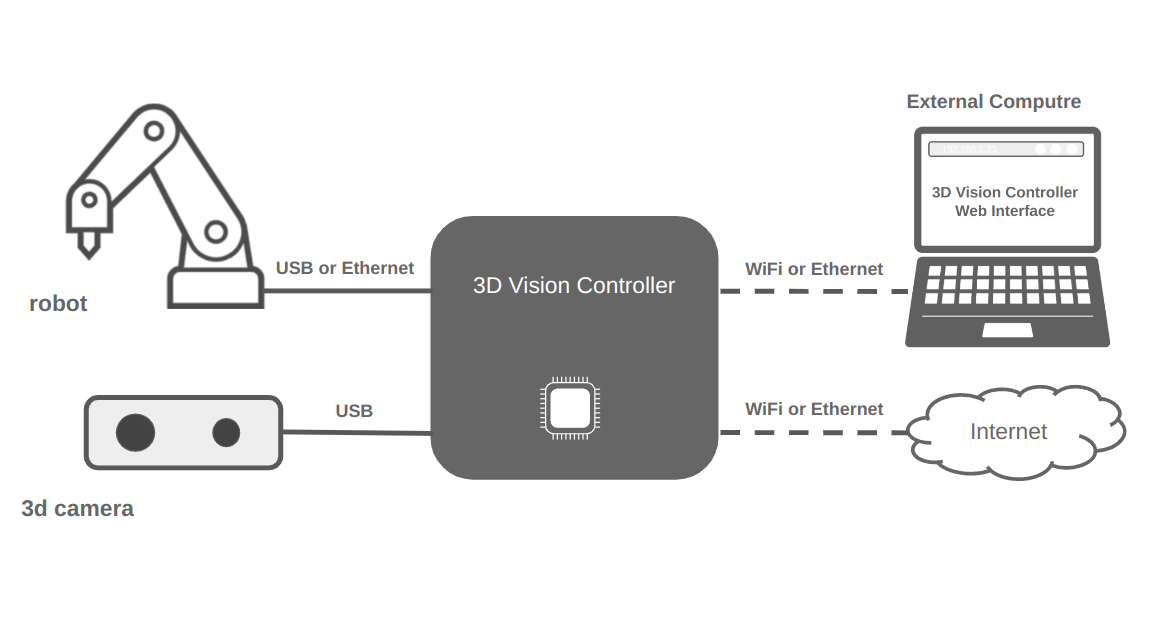 External Computre
3D Vision Controller
Web Interface
USB or Ethernet
WiFi or Ethernet
3D Vision Controller
robot
USB
WiFi or Ethernet
Internet
3d camera